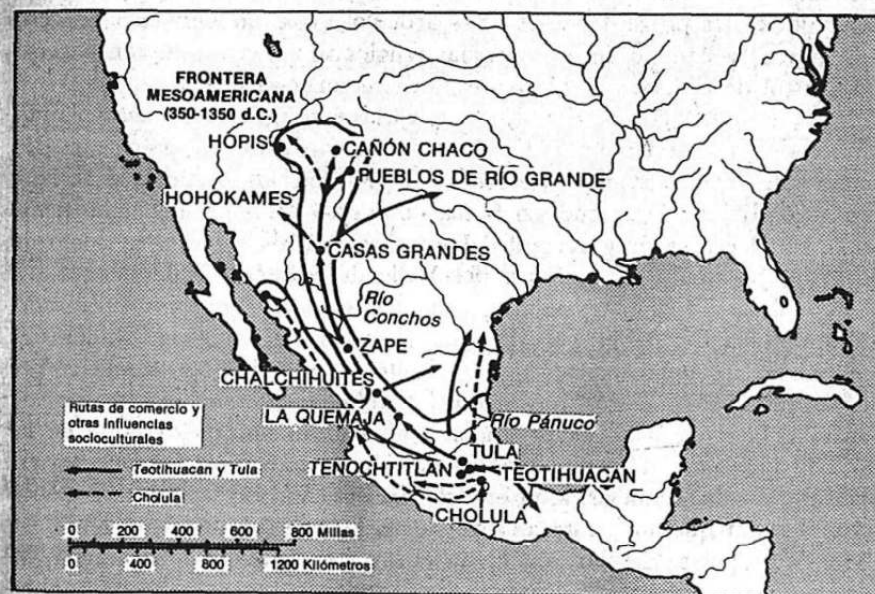 FRONTERA
MESOAMERICANA
(350-1350 d.C.)
HOPIS
CAÑÓN CHACO
PUEBLOS DE RÍO GRANDE
HOHOKAMES
CASAS GRANDES
Río
Conchos
ZAPE
CHALCHIHUITES
LA QUEMAJA
Río Pánuco
TULA
TENOCHTITLÁN
TEOTIHUACÁN
CHOLULA
Rutas de comercio y
otras influencias
socioculturales
Teotihuacan y Tula
Cholula
0 200 400 600 800 Millas
0 400 800 1200 Kilómetros